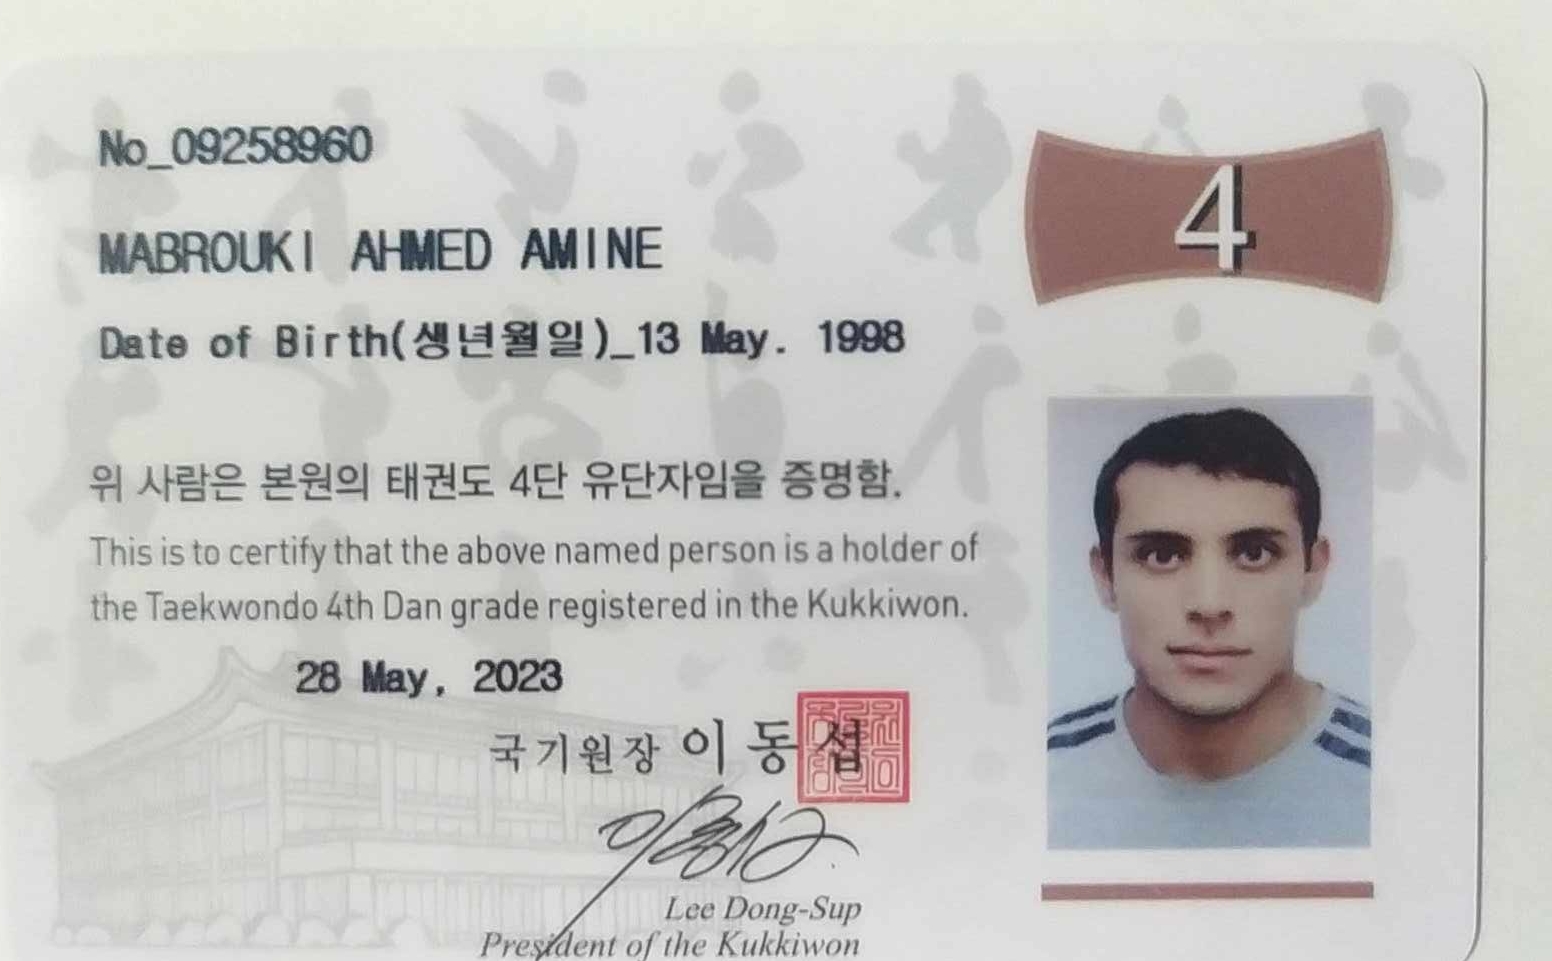 No_09258960
4
MABROUKI AHMED AMINE
Date of Birth(생년월일)_13 May. 1998
위 사람은 본원의 태권도 4단 유단자임을 증명함.
This is to certify that the above named person is a holder of
the Taekwondo 4th Dan grade registered in the Kukkiwon.
28 May, 2023
국기원장 이동섭
Lee Dong-Sup
President of the Kukkiwon